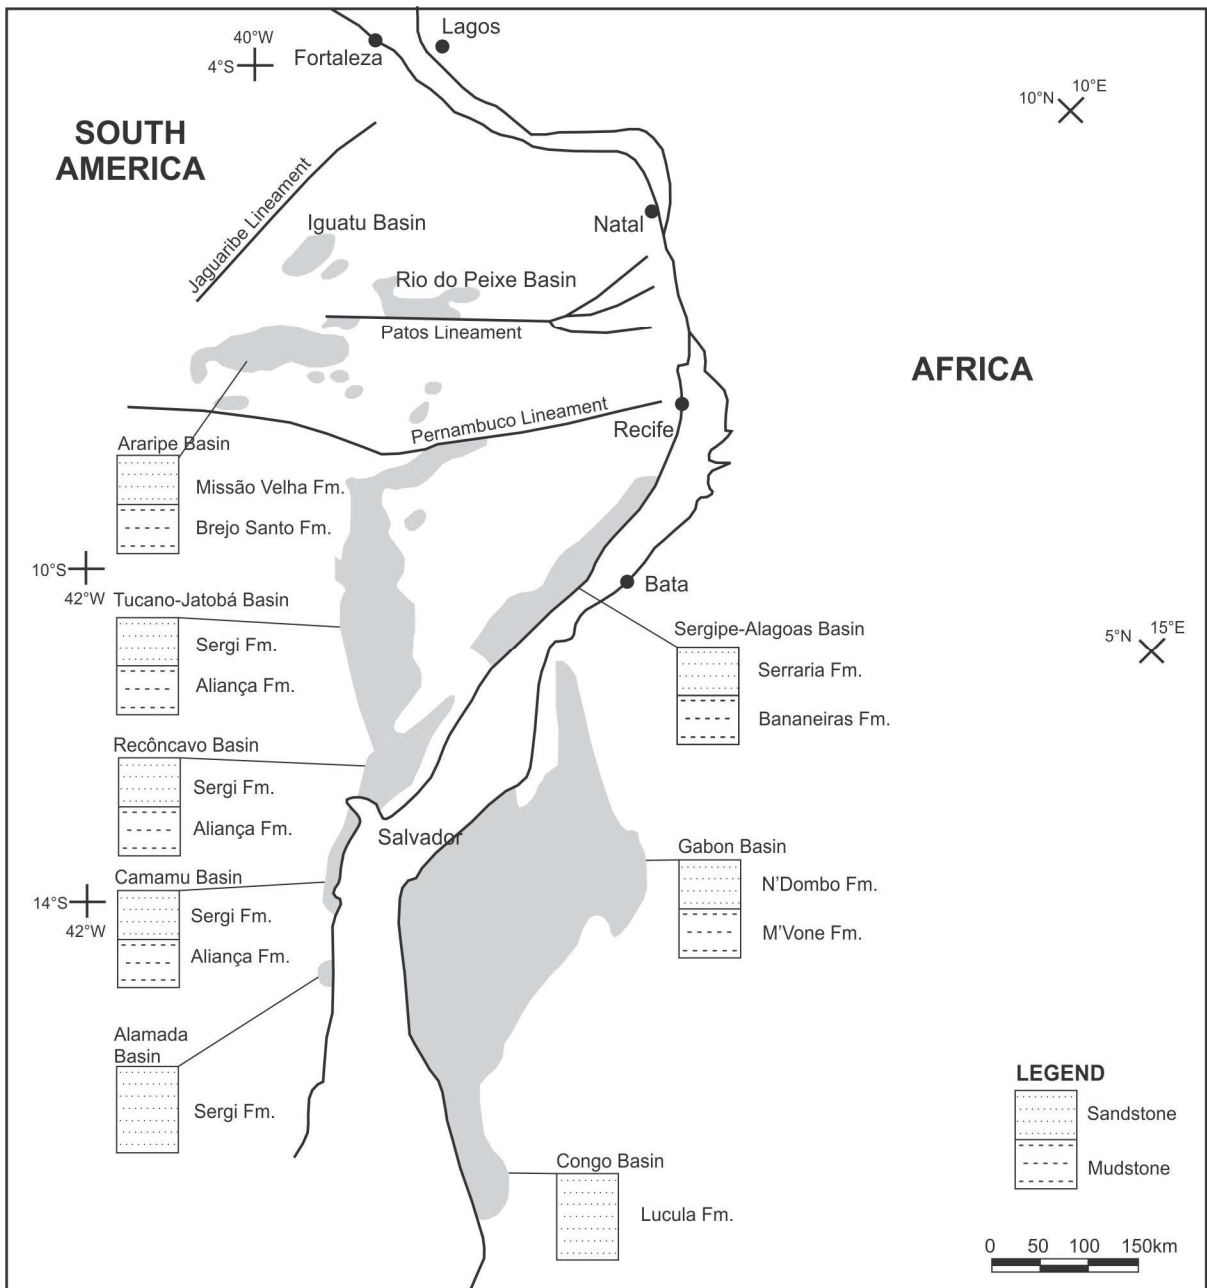 Lagos
40°W
4°S
Fortaleza
10°E
10°N
SOUTH
AMERICA
Jaguaribe Lineament
Iguatu Basin
Natal
Rio do Peixe Basin
Patos Lineament
AFRICA
Pernambuco Lineament
Recife
Araripe Basin
Missão Velha Fm.
Brejo Santo Fm.
10°S
42°W
Bata
Tucano-Jatobá Basin
Sergi Fm.
Aliança Fm.
Sergipe-Alagoas Basin
Serraria Fm.
Bananeiras Fm.
15°E
5°N
Recôncavo Basin
Sergi Fm.
Aliança Fm.
Salvador
Gabon Basin
N'Dombo Fm.
M'Vone Fm.
Camamu Basin
14°S
42°W
Sergi Fm.
Aliança Fm.
Alamada
Basin
Sergi Fm.
Congo Basin
Lucula Fm.
LEGEND
Sandstone
Mudstone
0 50 100 150km